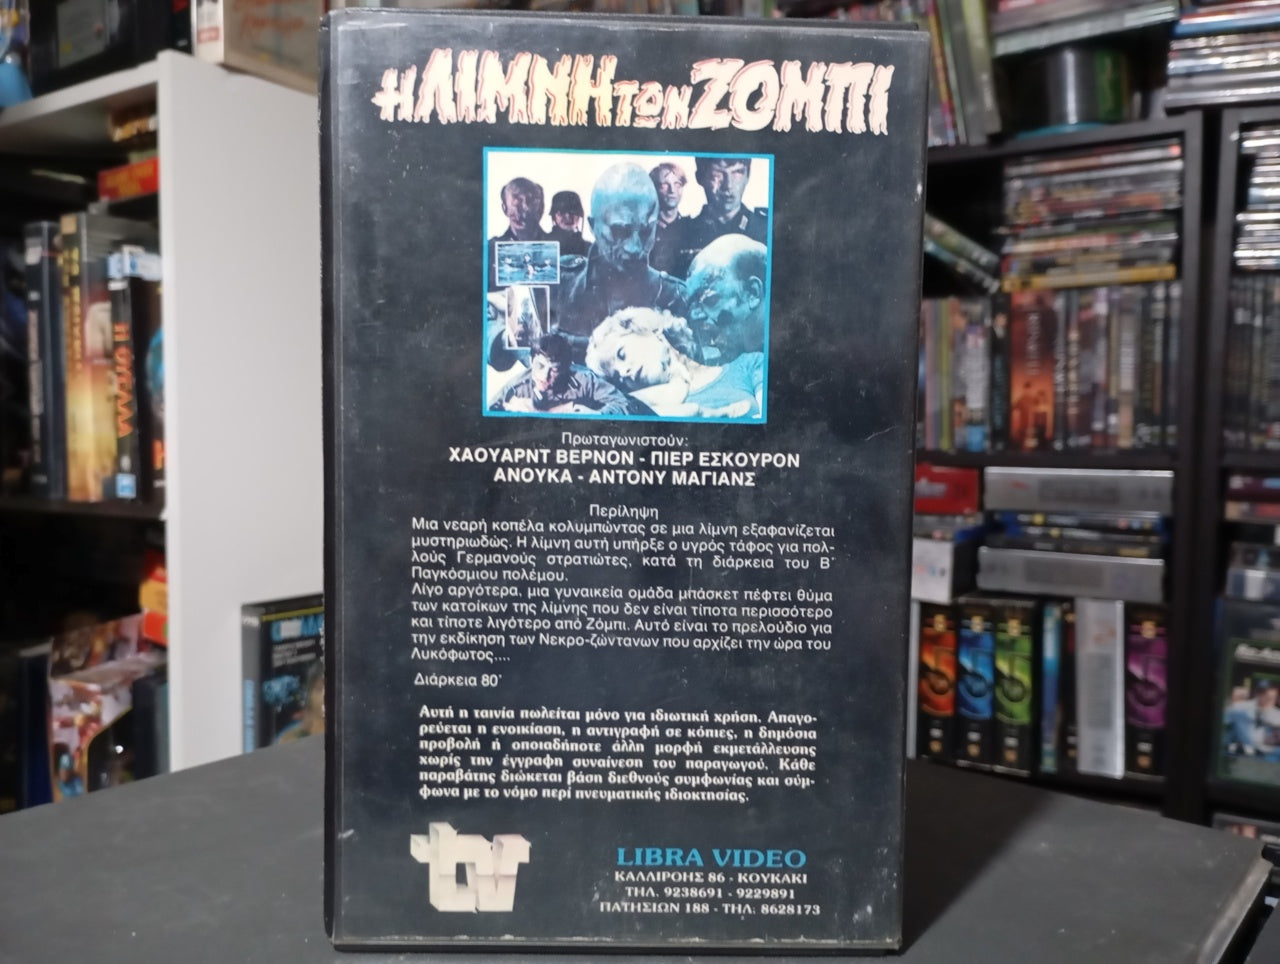 Η ΛΙΜΝΗ ΤΩΝ ΖΟΜΠΙ
Πρωταγωνιστούν:
ΧΑΟΥΑΡΝΤ ΒΕΡΝΟΝ - ΠΙΕΡ ΕΣΚΟΥΡΟΝ
ΑΝΟΥΚΑ - ΑΝΤΟΝΥ ΜΑΓΙΑΝΣ
Περίληψη
Μια νεαρή κοπέλα κολυμπώντας σε μια λίμνη εξαφανίζεται
μυστηριωδώς. Η λίμνη αυτή υπήρξε ο υγρός τάφος για πολ-
λούς Γερμανούς στρατιώτες, κατά τη διάρκεια του Β'
Παγκόσμιου πολέμου.
Λίγο αργότερα, μια γυναικεία ομάδα μπάσκετ πέφτει θύμα
των κατοίκων της λίμνης που δεν είναι τίποτα περισσότερο
και τίποτε λιγότερο από Ζόμπι. Αυτό είναι το πρελούδιο για
την εκδίκηση των Νεκρο-ζώντανων που αρχίζει την ώρα του
Λυκόφωτος....
Διάρκεια 80'
Αυτή η ταινία πωλείται μόνο για ιδιωτική χρήση. Απαγο-
ρεύεται η ενοικίαση, η αντιγραφή σε κόπιες, η δημόσια
προβολή ή οποιαδήποτε άλλη μορφή εκμετάλλευσης
χωρίς την έγγραφη συναίνεση του παραγωγού. Κάθε
παραβάτης διώκεται βάση διεθνούς συμφωνίας και σύμ-
φωνα με το νόμο περί πνευματικής ιδιοκτησίας.
tv
LIBRA VIDEO
ΚΑΛΛΙΡΟΗΣ 86 - ΚΟΥΚΑΚΙ
ΤΗΛ. 9238691 - 9229891
ΠΑΤΗΣΙΩΝ 188 - ΤΗΛ: 8628173